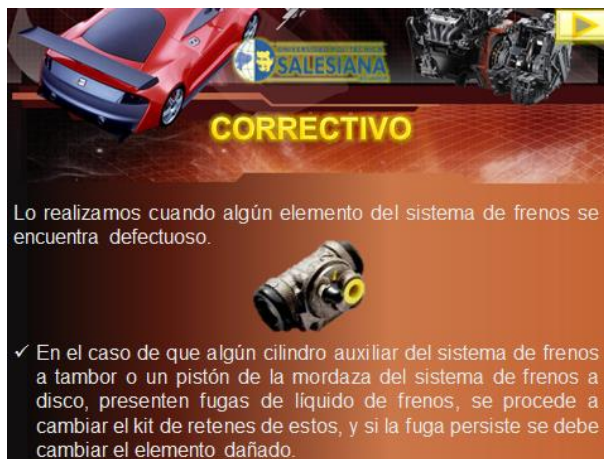 UNIVERSIDAD POLITÉCNICA
SALESIANA
CORRECTIVO
Lo realizamos cuando algún elemento del sistema de frenos se
encuentra defectuoso.
✓ En el caso de que algún cilindro auxiliar del sistema de frenos
a tambor o un pistón de la mordaza del sistema de frenos a
disco, presenten fugas de líquido de frenos, se procede a
cambiar el kit de retenes de estos, y si la fuga persiste se debe
cambiar el elemento dañado.